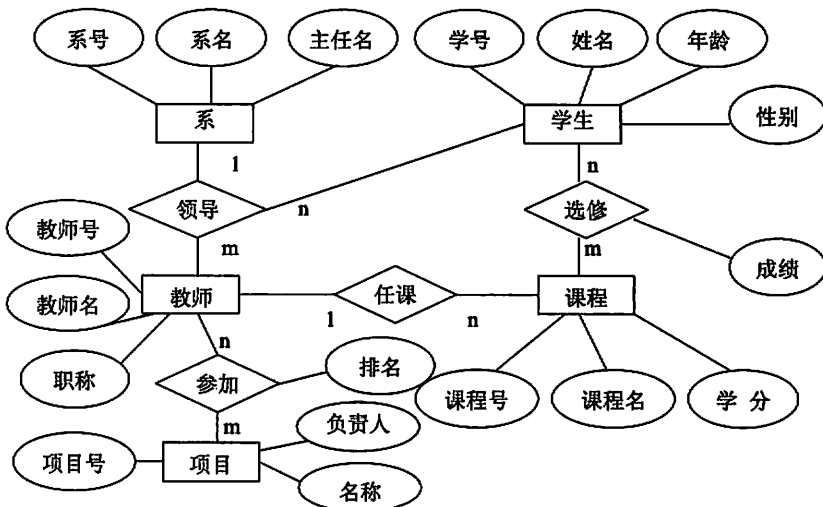 系号 系名 主任名 学号 姓名 年龄
系 学生 性别
l n
领导 n 选修
教师号 m m 成绩
教师名 教师 任课 课程
l n
职称 n 排名 课程号 课程名 学 分
参加
m 负责人
项目号 项目
名称